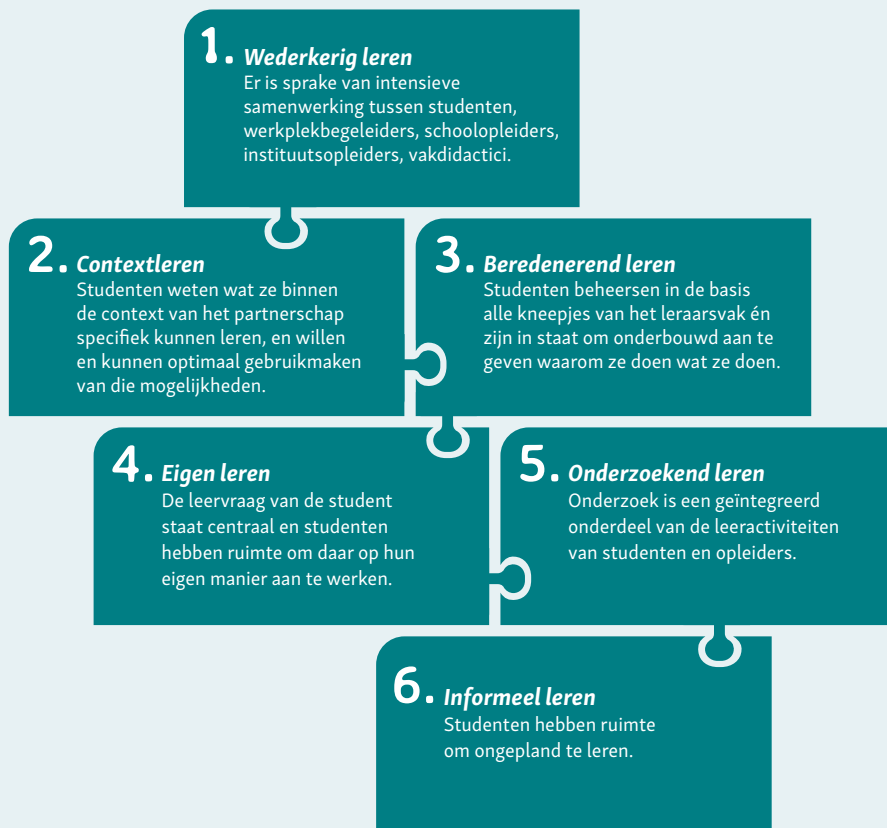 1. Wederkerig leren
Er is sprake van intensieve
samenwerking tussen studenten,
werkplekbegeleiders, schoolopleiders,
instituutsopleiders, vakdidactici.
2. Contextleren
Studenten weten wat ze binnen
de context van het partnerschap
specifiek kunnen leren, en willen
en kunnen optimaal gebruikmaken
van die mogelijkheden.
3. Beredenerend leren
Studenten beheersen in de basis
alle kneepjes van het leraarsvak én
zijn in staat om onderbouwd aan te
geven waarom ze doen wat ze doen.
4. Eigen leren
De leervraag van de student
staat centraal en studenten
hebben ruimte om daar op hun
eigen manier aan te werken.
5. Onderzoekend leren
Onderzoek is een geïntegreerd
onderdeel van de leeractiviteiten
van studenten en opleiders.
6. Informeel leren
Studenten hebben ruimte
om ongepland te leren.